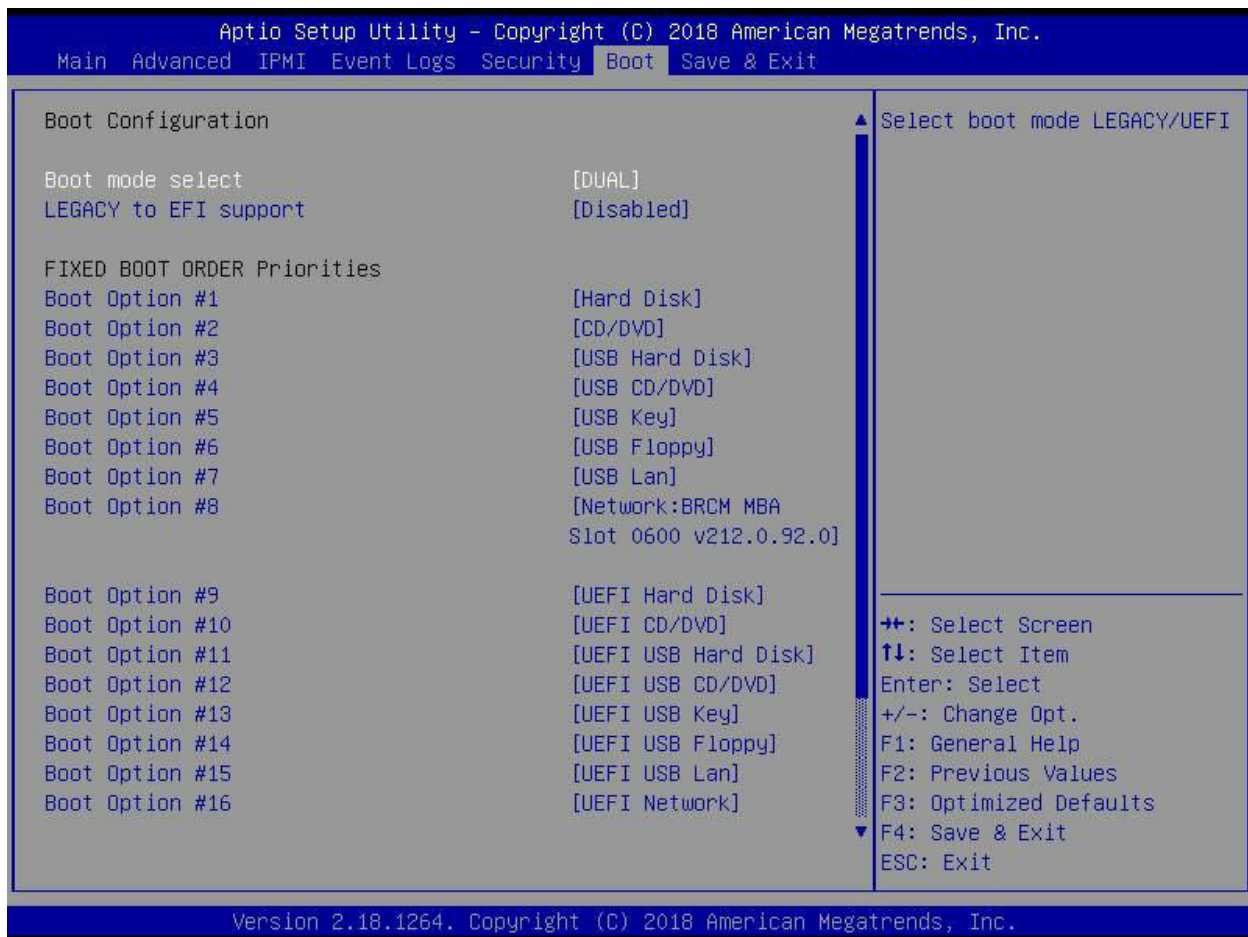 Aptio Setup Utility – Copyright (C) 2018 American Megatrends, Inc.
Main Advanced IPMI Event Logs Security Boot Save & Exit
Boot Configuration
Select boot mode LEGACY/UEFI
Boot mode select [DUAL]
LEGACY to EFI support [Disabled]
FIXED BOOT ORDER Priorities
Boot Option #1 [Hard Disk]
Boot Option #2 [CD/DVD]
Boot Option #3 [USB Hard Disk]
Boot Option #4 [USB CD/DVD]
Boot Option #5 [USB Key]
Boot Option #6 [USB Floppy]
Boot Option #7 [USB Lan]
Boot Option #8 [Network:BRCM MBA
Slot 0600 v212.0.92.0]
Boot Option #9 [UEFI Hard Disk]
Boot Option #10 [UEFI CD/DVD]
Boot Option #11 [UEFI USB Hard Disk]
Boot Option #12 [UEFI USB CD/DVD]
Boot Option #13 [UEFI USB Key]
Boot Option #14 [UEFI USB Floppy]
Boot Option #15 [UEFI USB Lan]
Boot Option #16 [UEFI Network]
→←: Select Screen
↑↓: Select Item
Enter: Select
+/-: Change Opt.
F1: General Help
F2: Previous Values
F3: Optimized Defaults
F4: Save & Exit
ESC: Exit
Version 2.18.1264. Copyright (C) 2018 American Megatrends, Inc.